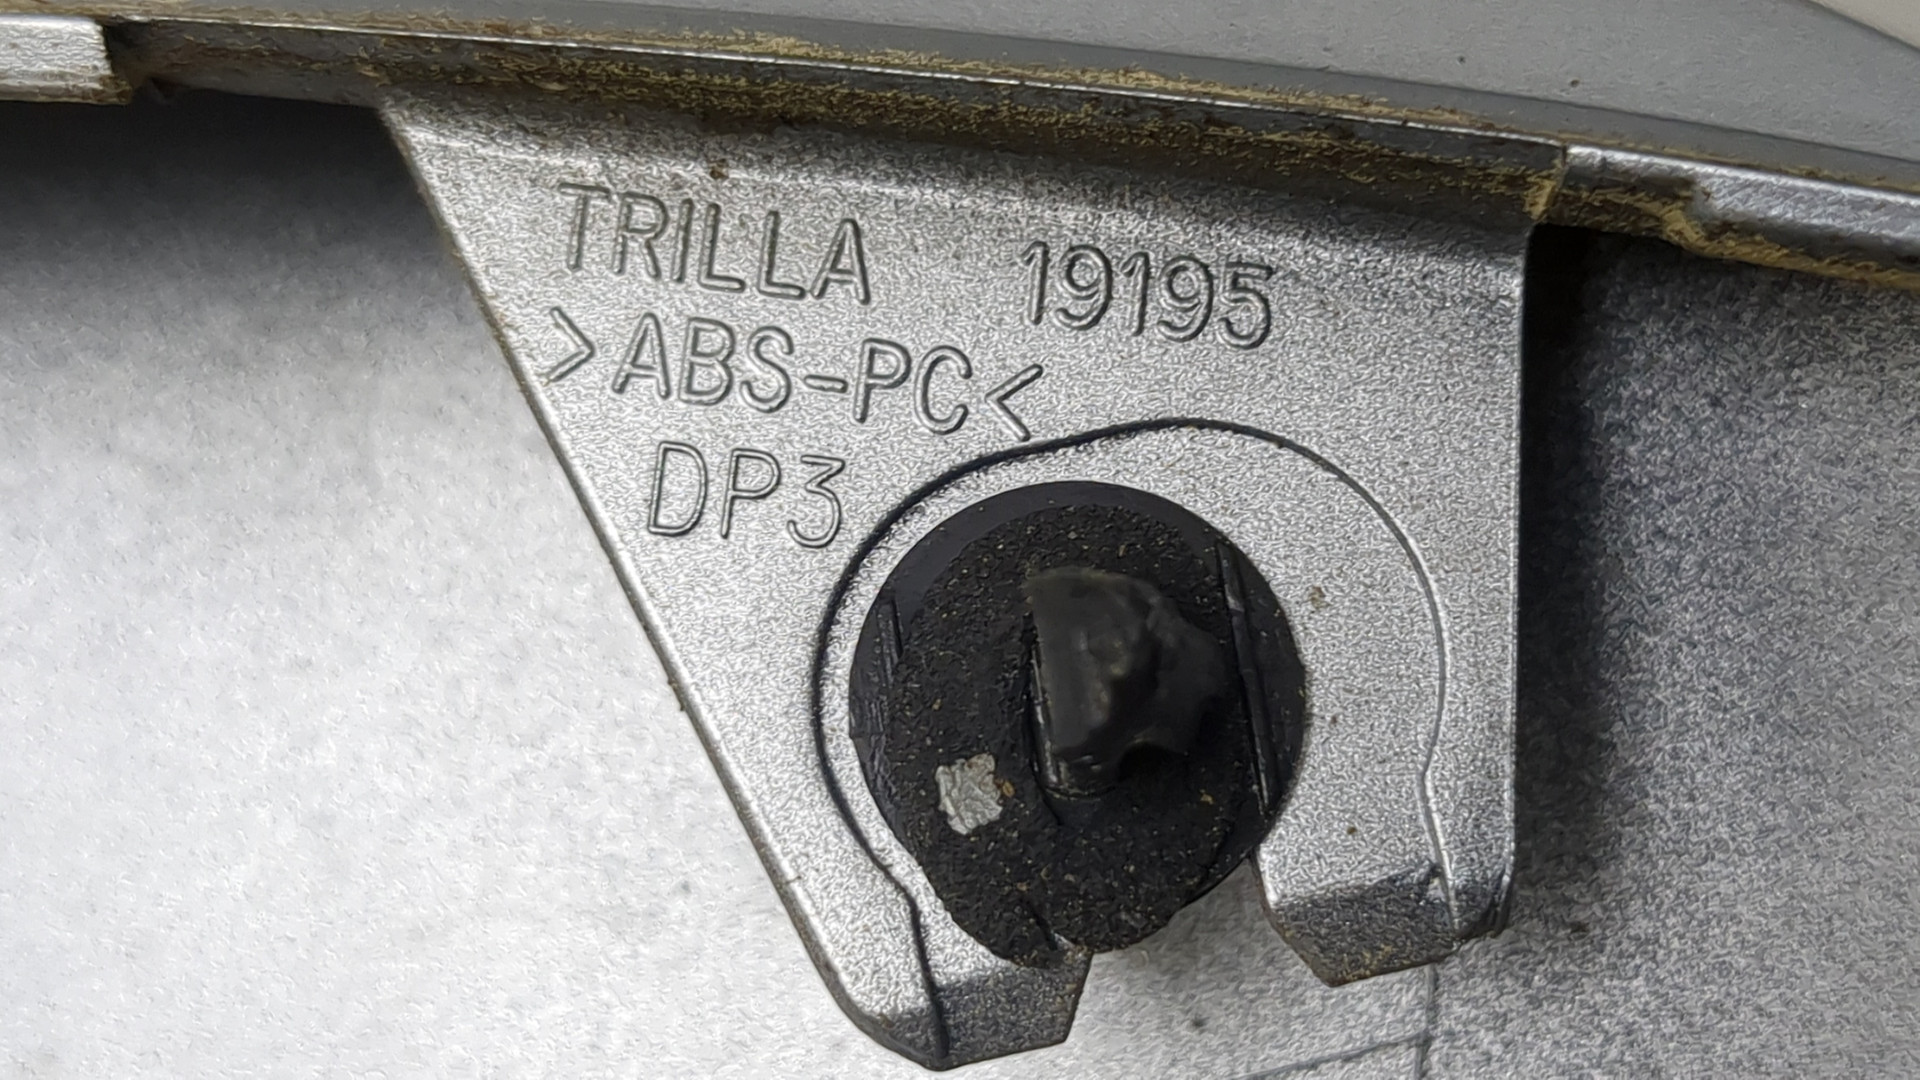 TRILLA 19195
>ABS-PC<
DP3